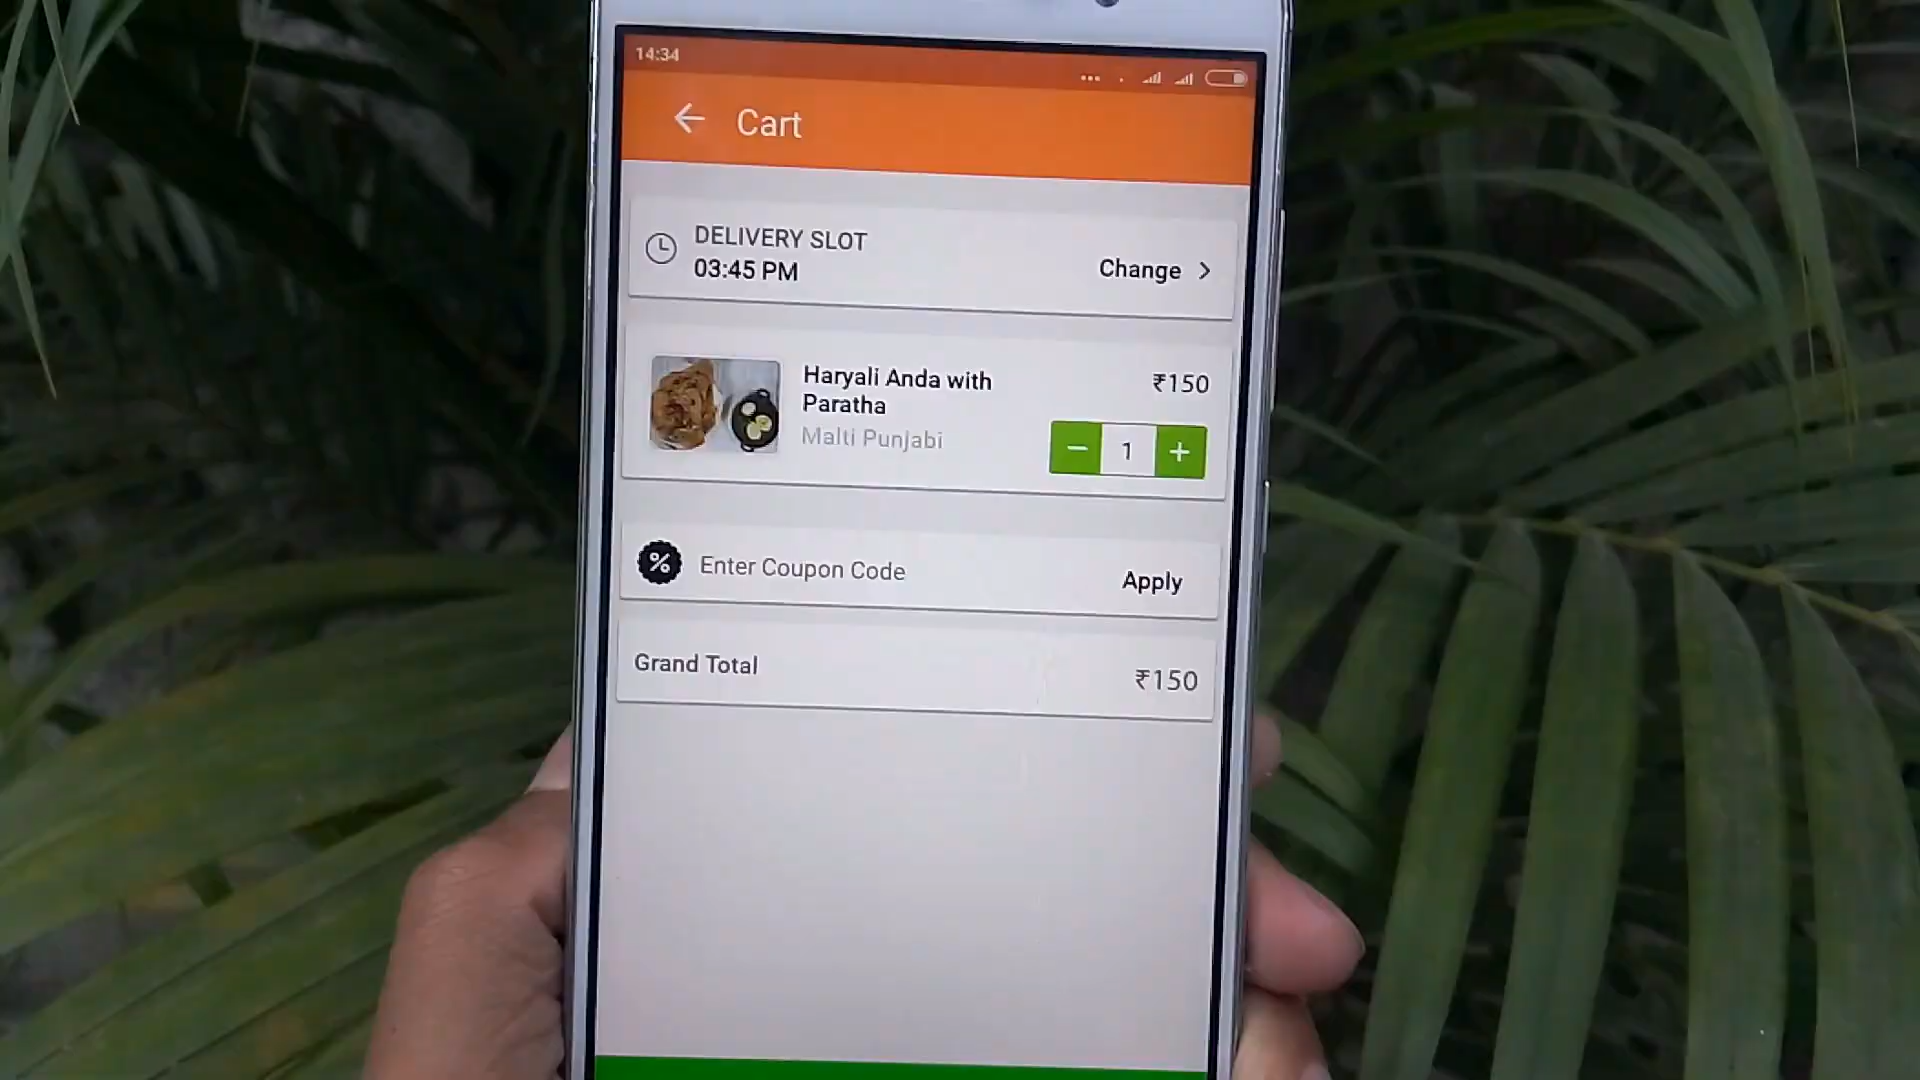 14:34
Cart
DELIVERY SLOT
03:45 PM
Change
Haryali Anda with
Paratha
₹150
Malti Punjabi
1
%
Enter Coupon Code
Apply
Grand Total
₹150